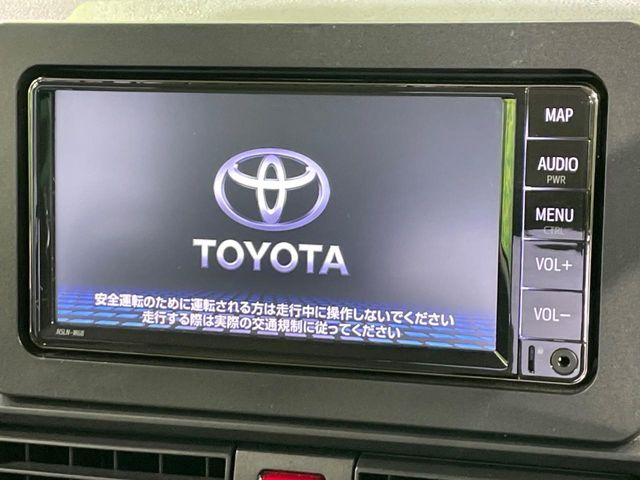 MAP
AUDIO
PWR
MENU
CTRL
VOL+
VOL−
TOYOTA
安全運転のために運転される方は走行中に操作しないでください
走行する際は実際の交通規制に従ってください
NSLN-W68